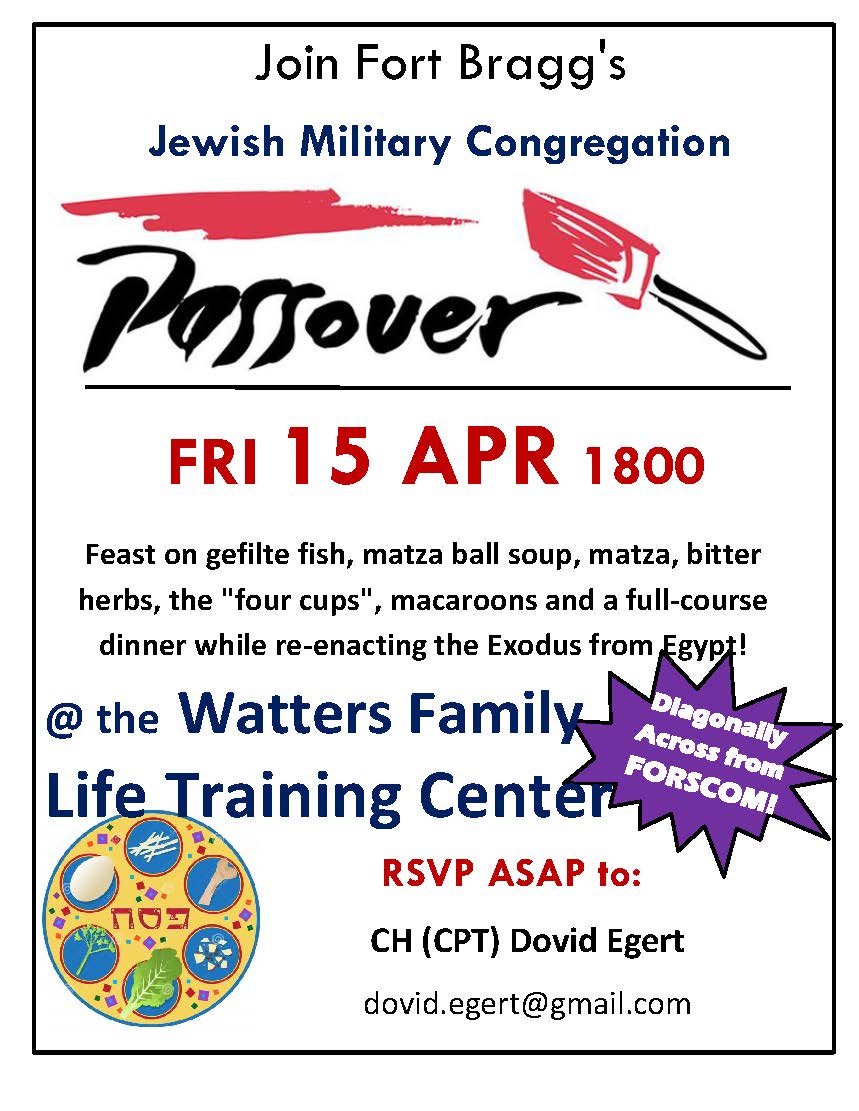 Join Fort Bragg's
Jewish Military Congregation
Passover
FRI 15 APR 1800
Feast on gefilte fish, matza ball soup, matza, bitter
herbs, the "four cups", macaroons and a full-course
dinner while re-enacting the Exodus from Egypt!
@ the Watters Family
Life Training Center
Diagonally
Across from
FORSCOM!
פסח
RSVP ASAP to:
CH (CPT) Dovid Egert
dovid.egert@gmail.com